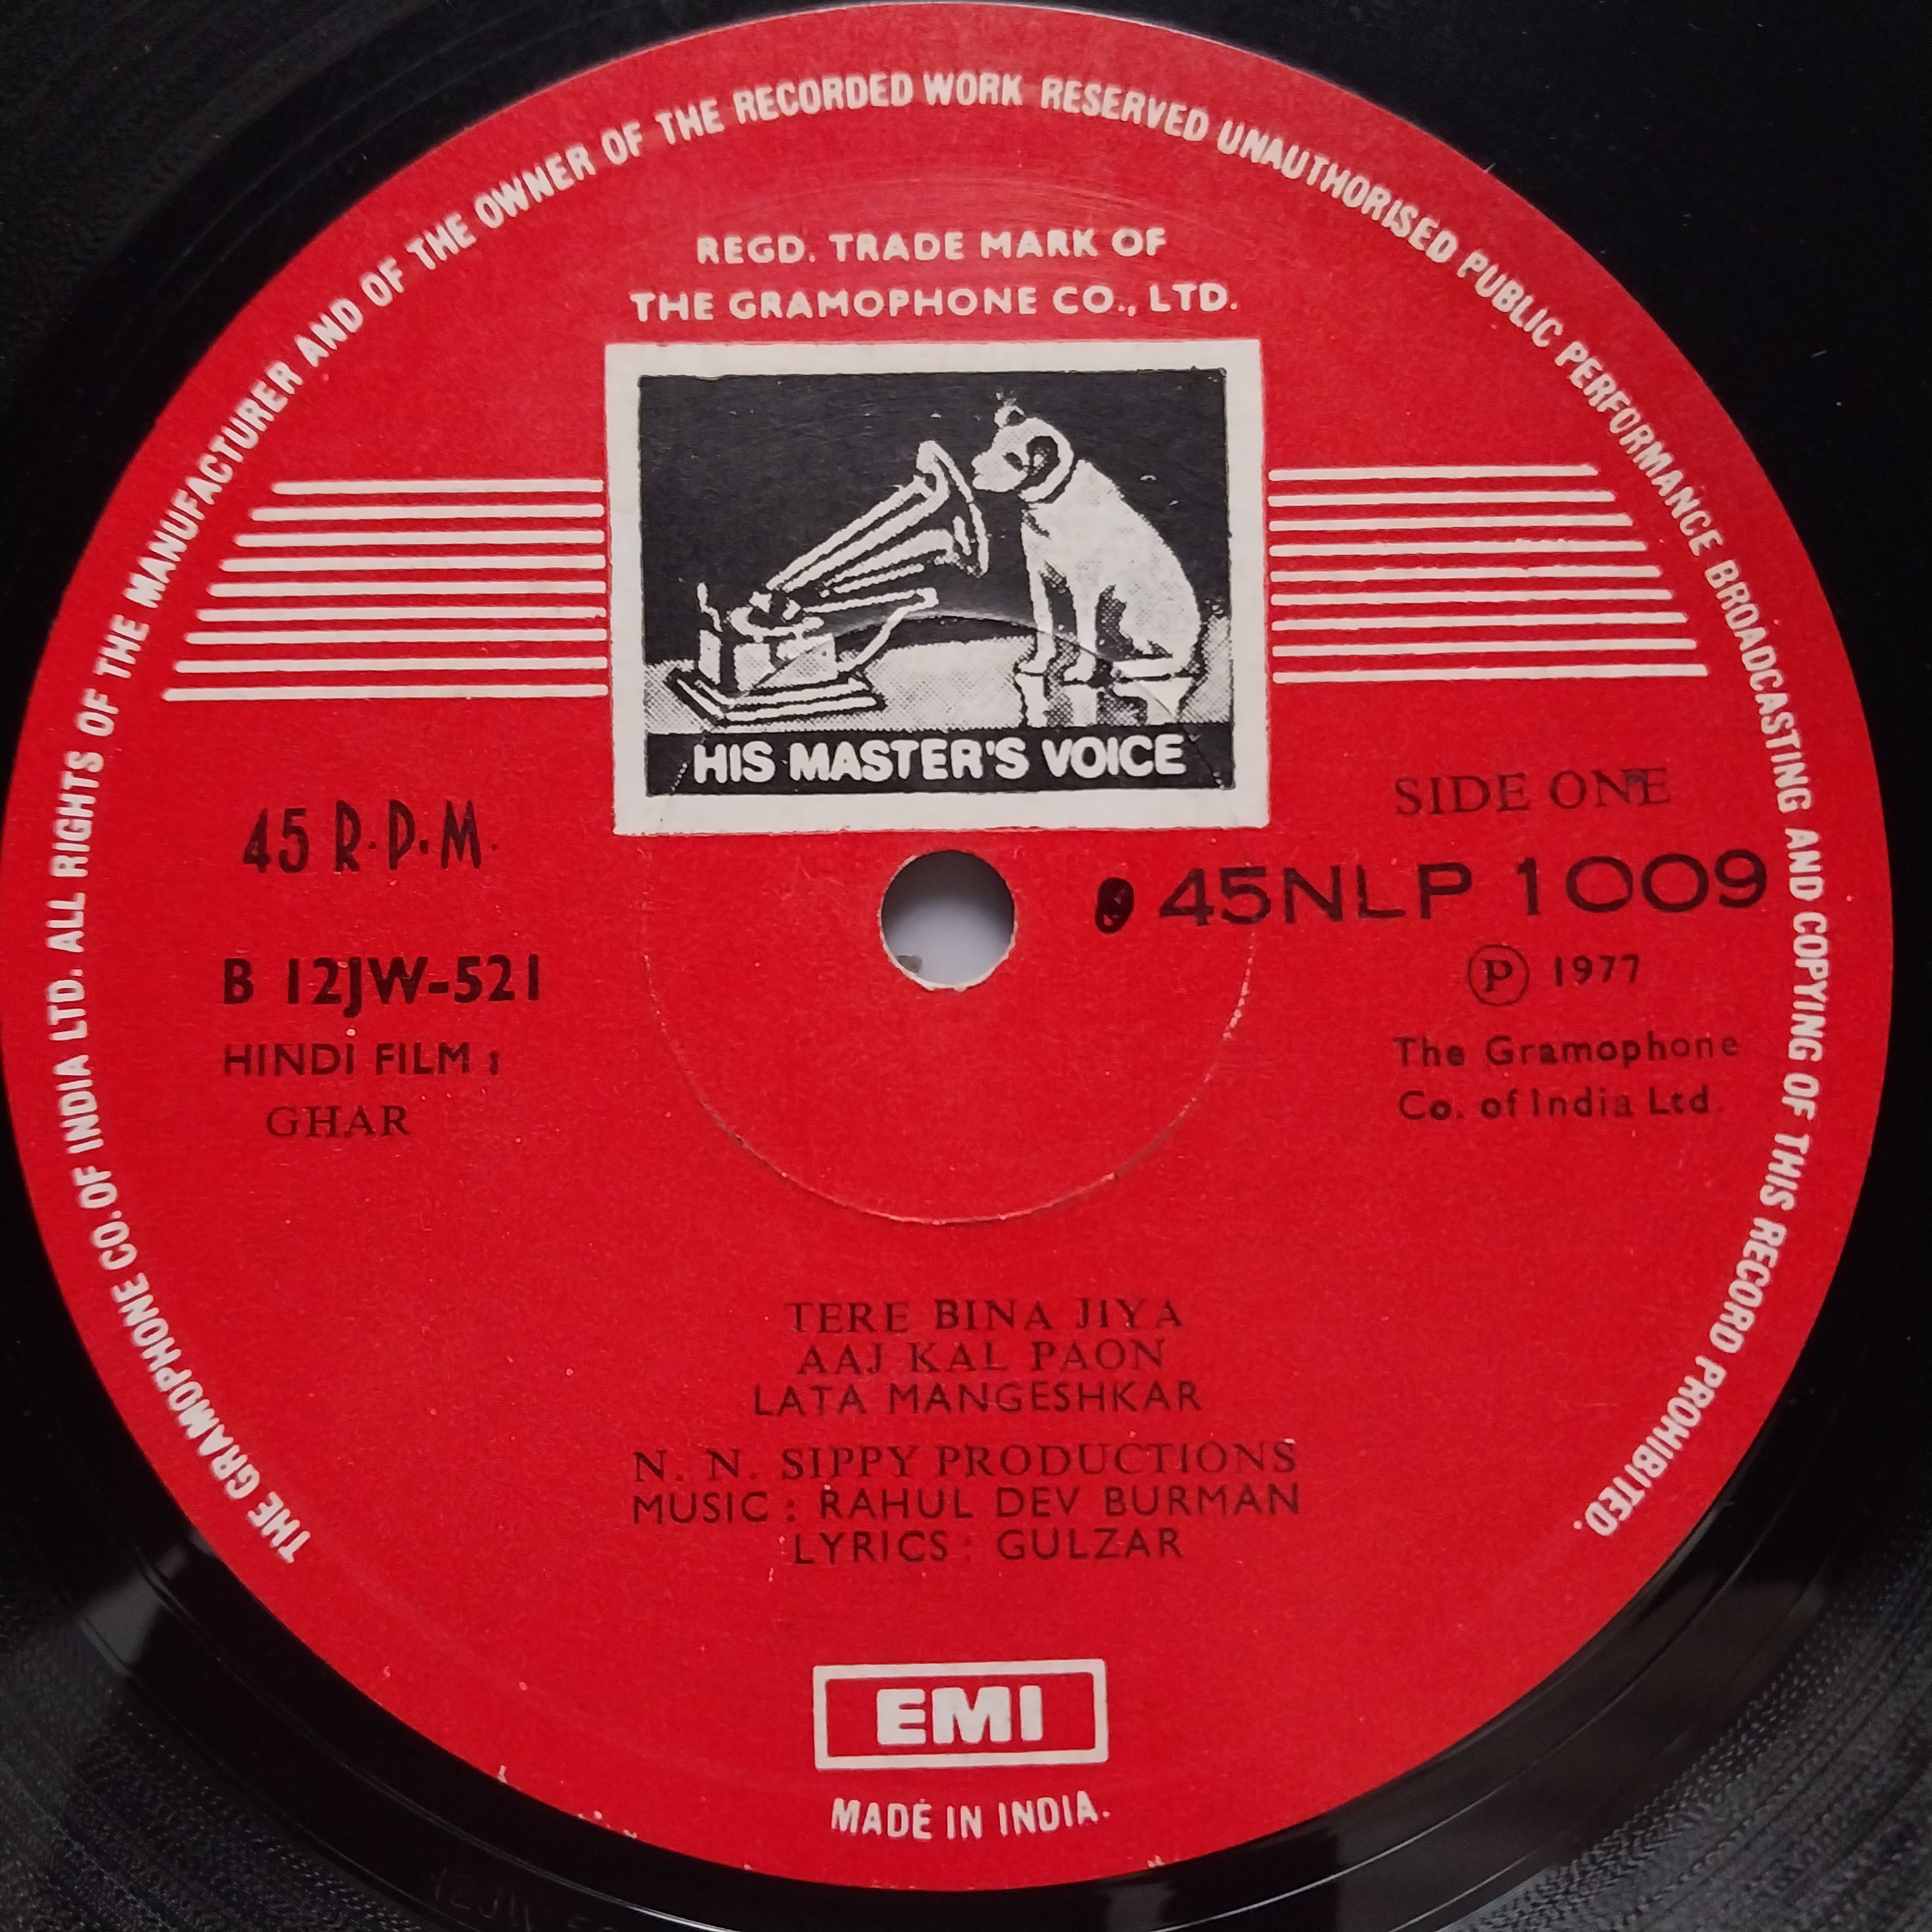 THE GRAMOPHONE CO. OF INDIA LTD. ALL RIGHTS OF THE MANUFACTURER AND OF THE OWNER OF THE RECORDED WORK RESERVED UNAUTHORISED PUBLIC PERFORMANCE BROADCASTING AND COPYING OF THIS RECORD PROHIBITED.
REGD. TRADE MARK OF
THE GRAMOPHONE CO., LTD.
HIS MASTER'S VOICE
45 R.P.M.
B 12JW-521
HINDI FILM :
GHAR
SIDE ONE
45NLP 1009
Ⓟ 1977
The Gramophone
Co. of India Ltd.
TERE BINA JIYA
AAJ KAL PAON
LATA MANGESHKAR
N. N. SIPPY PRODUCTIONS
MUSIC : RAHUL DEV BURMAN
LYRICS : GULZAR
EMI
MADE IN INDIA.